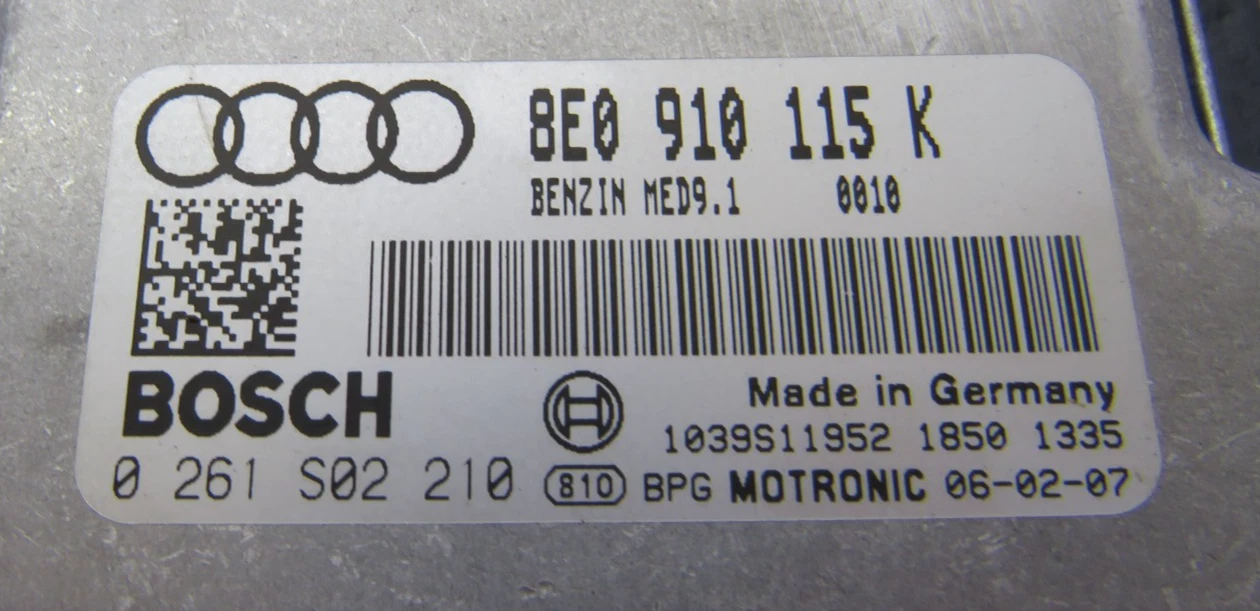 8E0 910 115 K
BENZIN MED9.1 0010
BOSCH
Made in Germany
1039S11952 1850 1335
0 261 S02 210 810 BPG MOTRONIC 06-02-07